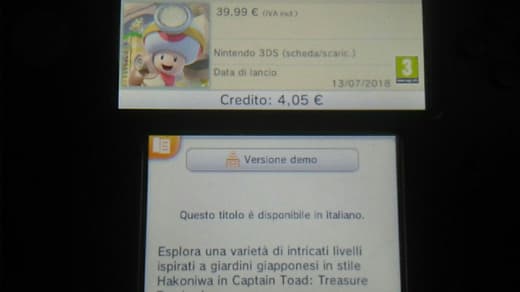 39,99 € (IVA incl.)
Nintendo 3DS (scheda/scaric.)
Data di lancio
13/07/2018
3
Credito: 4,05 €
Versione demo
Questo titolo è disponibile in italiano.
Esplora una varietà di intricati livelli
ispirati a giardini giapponesi in stile
Hakoniwa in Captain Toad: Treasure